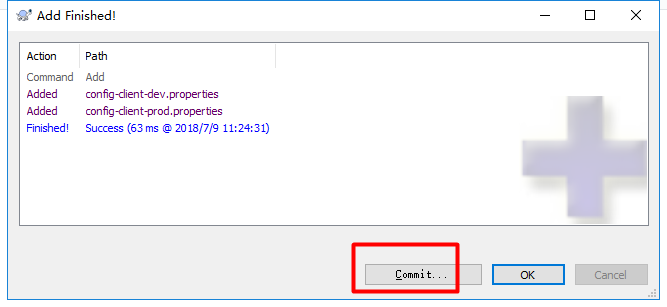 Add Finished!
Action Path
Command Add
Added config-client-dev.properties
Added config-client-prod.properties
Finished! Success (63 ms @ 2018/7/9 11:24:31)
Commit... OK Cancel